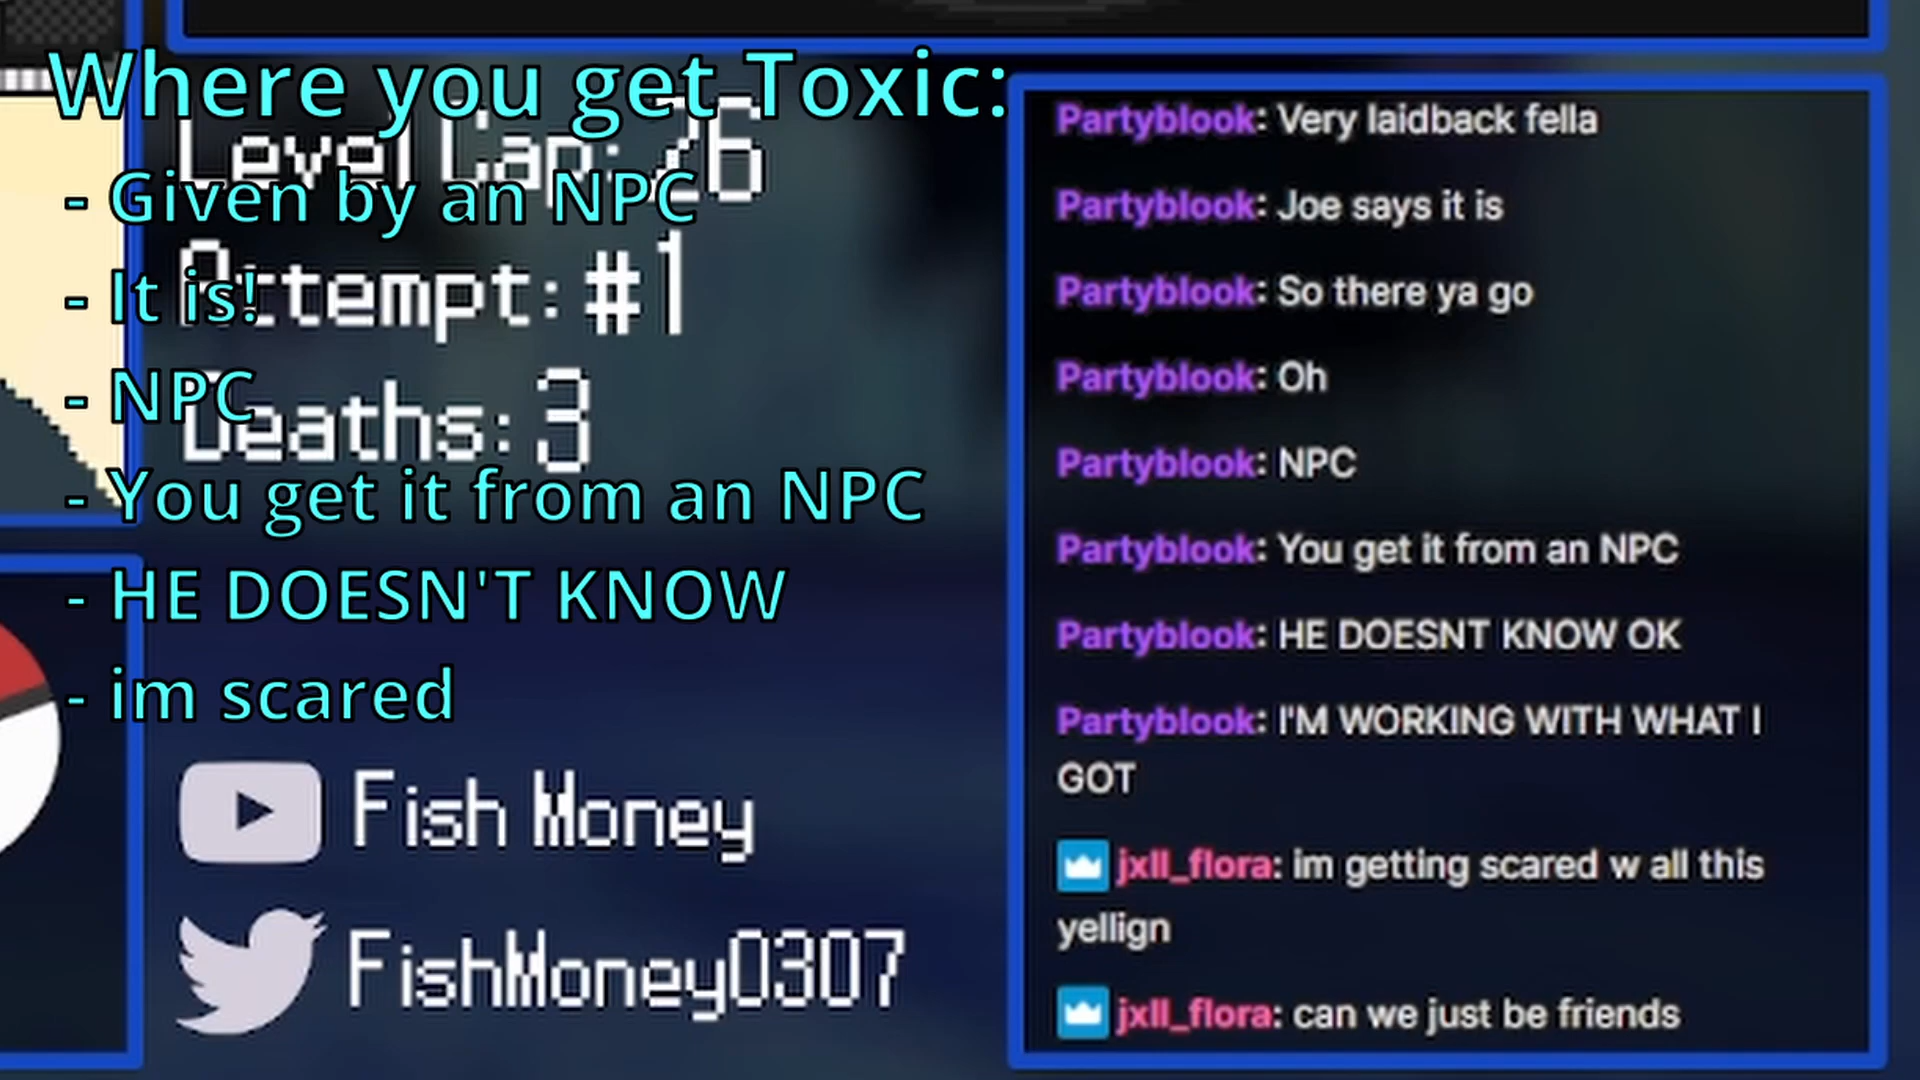 Where you get Toxic:
Level Cap: 26
- Given by an NPC
Attempt: #1
- It is!
- NPC
Deaths: 3
- You get it from an NPC
- HE DOESN'T KNOW
- im scared
Fish Money
FishMoney0307
Partyblook: Very laidback fella
Partyblook: Joe says it is
Partyblook: So there ya go
Partyblook: Oh
Partyblook: NPC
Partyblook: You get it from an NPC
Partyblook: HE DOESNT KNOW OK
Partyblook: I'M WORKING WITH WHAT I
GOT
jxll_flora: im getting scared w all this
yellign
jxll_flora: can we just be friends